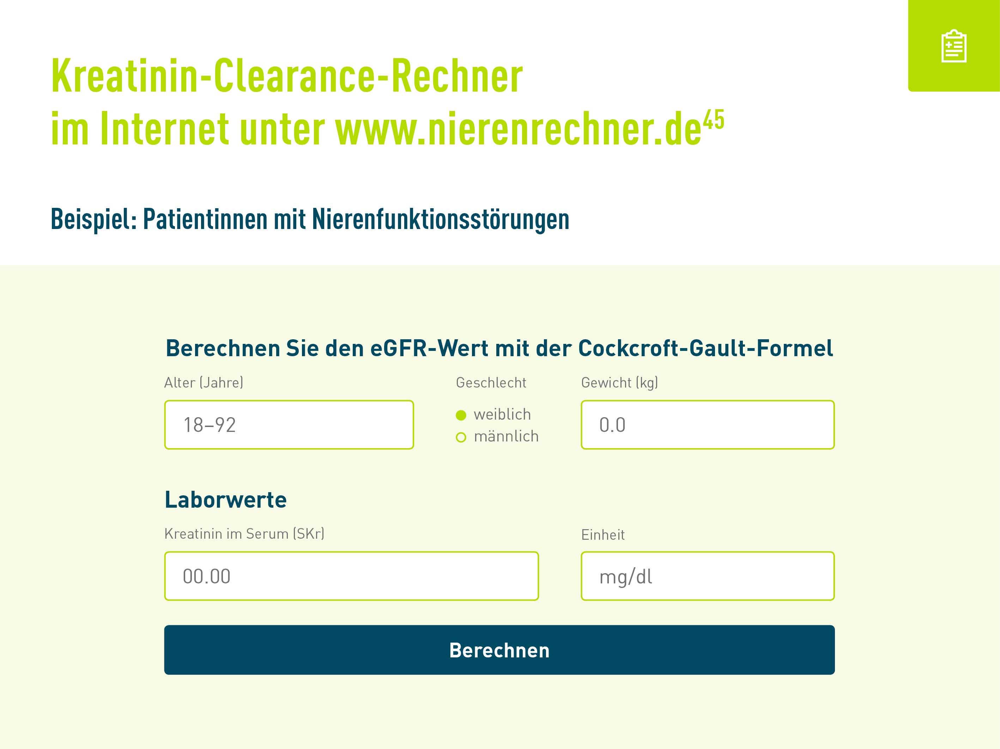 Kreatinin-Clearance-Rechner
im Internet unter www.nierenrechner.de45
Beispiel: Patientinnen mit Nierenfunktionsstörungen
Berechnen Sie den eGFR-Wert mit der Cockcroft-Gault-Formel
Alter (Jahre) Geschlecht Gewicht (kg)
18–92 weiblich 0.0
männlich
Laborwerte
Kreatinin im Serum (SKr) Einheit
00.00 mg/dl
Berechnen